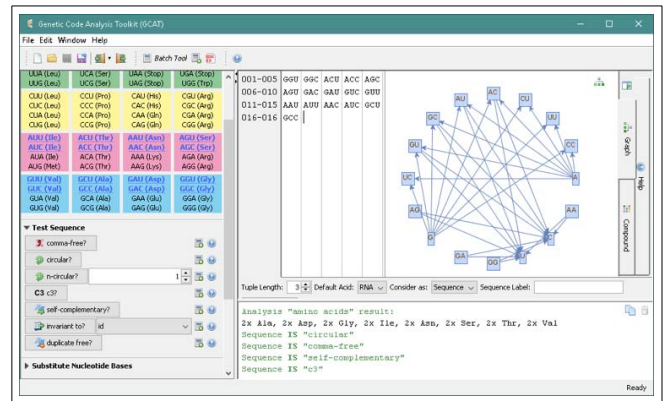 Genetic Code Analysis Toolkit (GCAT)
File Edit Window Help
Batch Tool
UUA (Leu) UCA (Ser) UAA (Stop) UGA (Stop)
UUG (Leu) UCG (Ser) UAG (Stop) UGG (Trp)
CUU (Leu) CCU (Pro) CAU (His) CGU (Arg)
CUC (Leu) CCC (Pro) CAC (His) CGC (Arg)
CUA (Leu) CCA (Pro) CAA (Gln) CGA (Arg)
CUG (Leu) CCG (Pro) CAG (Gln) CGG (Arg)
AUU (Ile) ACU (Thr) AAU (Asn) AGU (Ser)
AUC (Ile) ACC (Thr) AAC (Asn) AGC (Ser)
AUA (Ile) ACA (Thr) AAA (Lys) AGA (Arg)
AUG (Met) ACG (Thr) AAG (Lys) AGG (Arg)
GUU (Val) GCU (Ala) GAU (Asp) GGU (Gly)
GUC (Val) GCC (Ala) GAC (Asp) GGC (Gly)
GUA (Val) GCA (Ala) GAA (Glu) GGA (Gly)
GUG (Val) GCG (Ala) GAG (Glu) GGG (Gly)
Test Sequence
comma-free?
circular?
n-circular? 1
C3 c3?
self-complementary?
invariant to? id
duplicate free?
Substitute Nucleotide Bases
001-005 GGU GGC ACU ACC AGC
006-010 AGU GAC GAU GUC GUU
011-015 AAU AUU AAC AUC GCU
016-016 GCC
AC
AU
CU
GC
UU
GU
CC
UC
A
AG
AA
G
C
GA
U
GG
Graph
Help
Compound
Tuple Length: 3 Default Acid: RNA Consider as: Sequence Sequence Label:
Analysis "amino acids" result:
2x Ala, 2x Asp, 2x Gly, 2x Ile, 2x Asn, 2x Ser, 2x Thr, 2x Val
Sequence IS "circular"
Sequence IS "comma-free"
Sequence IS "self-complementary"
Sequence IS "c3"
Ready